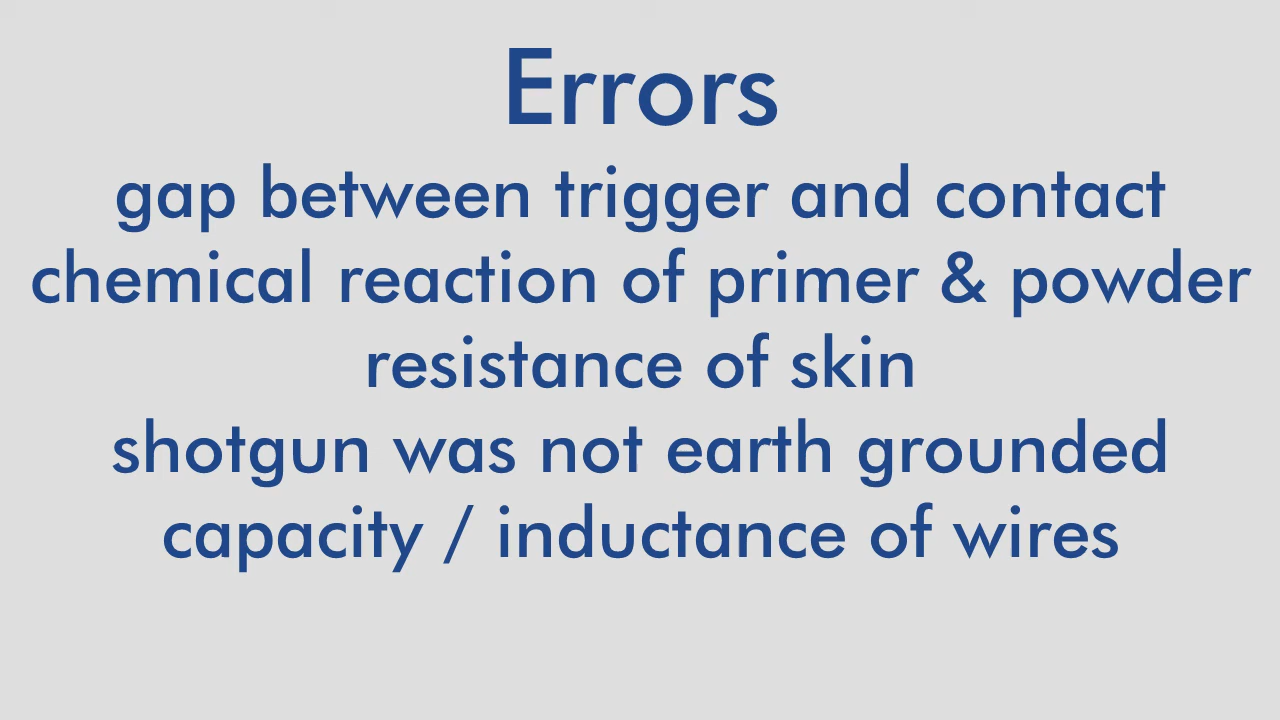 Errors
gap between trigger and contact
chemical reaction of primer & powder
resistance of skin
shotgun was not earth grounded
capacity / inductance of wires